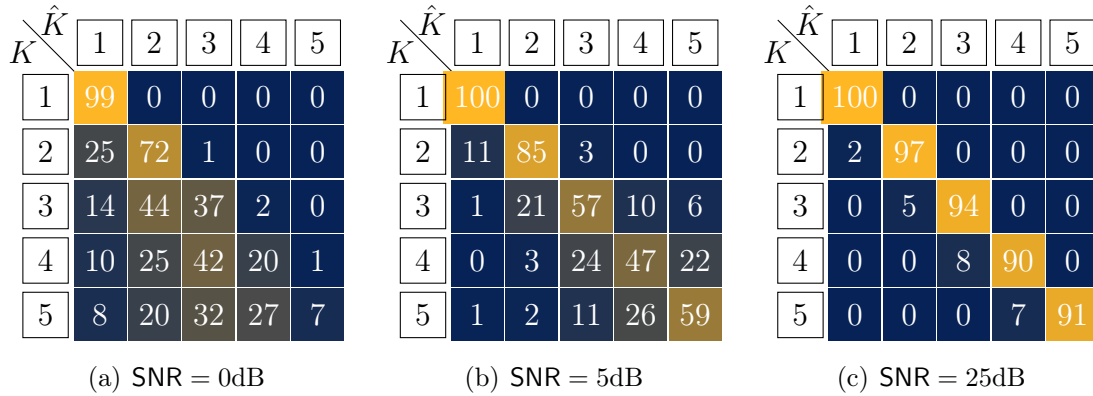 K K̂ 1 2 3 4 5
1 99 0 0 0 0
2 25 72 1 0 0
3 14 44 37 2 0
4 10 25 42 20 1
5 8 20 32 27 7
(a) SNR = 0dB
K K̂ 1 2 3 4 5
1 100 0 0 0 0
2 11 85 3 0 0
3 1 21 57 10 6
4 0 3 24 47 22
5 1 2 11 26 59
(b) SNR = 5dB
K K̂ 1 2 3 4 5
1 100 0 0 0 0
2 2 97 0 0 0
3 0 5 94 0 0
4 0 0 8 90 0
5 0 0 0 7 91
(c) SNR = 25dB